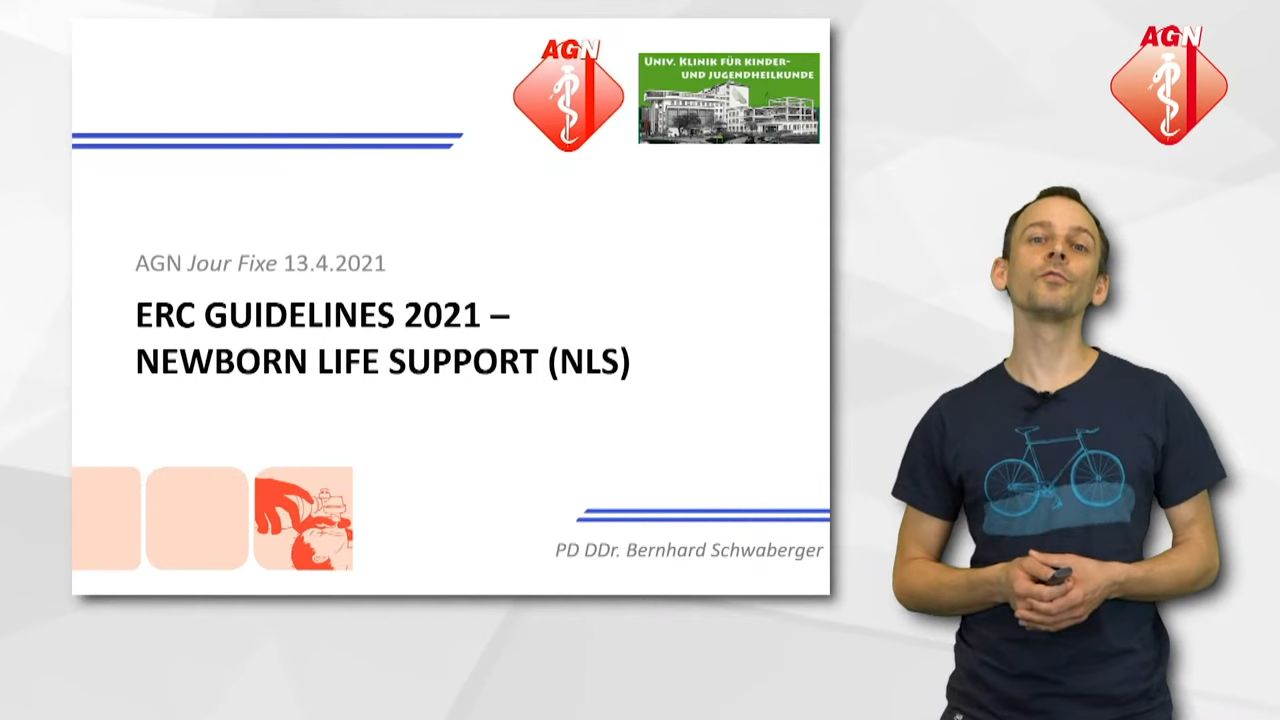 AGN
UNIV. KLINIK FÜR KINDER-
UND JUGENDHEILKUNDE
AGN
AGN Jour Fixe 13.4.2021
ERC GUIDELINES 2021 –
NEWBORN LIFE SUPPORT (NLS)
PD DDr. Bernhard Schwaberger